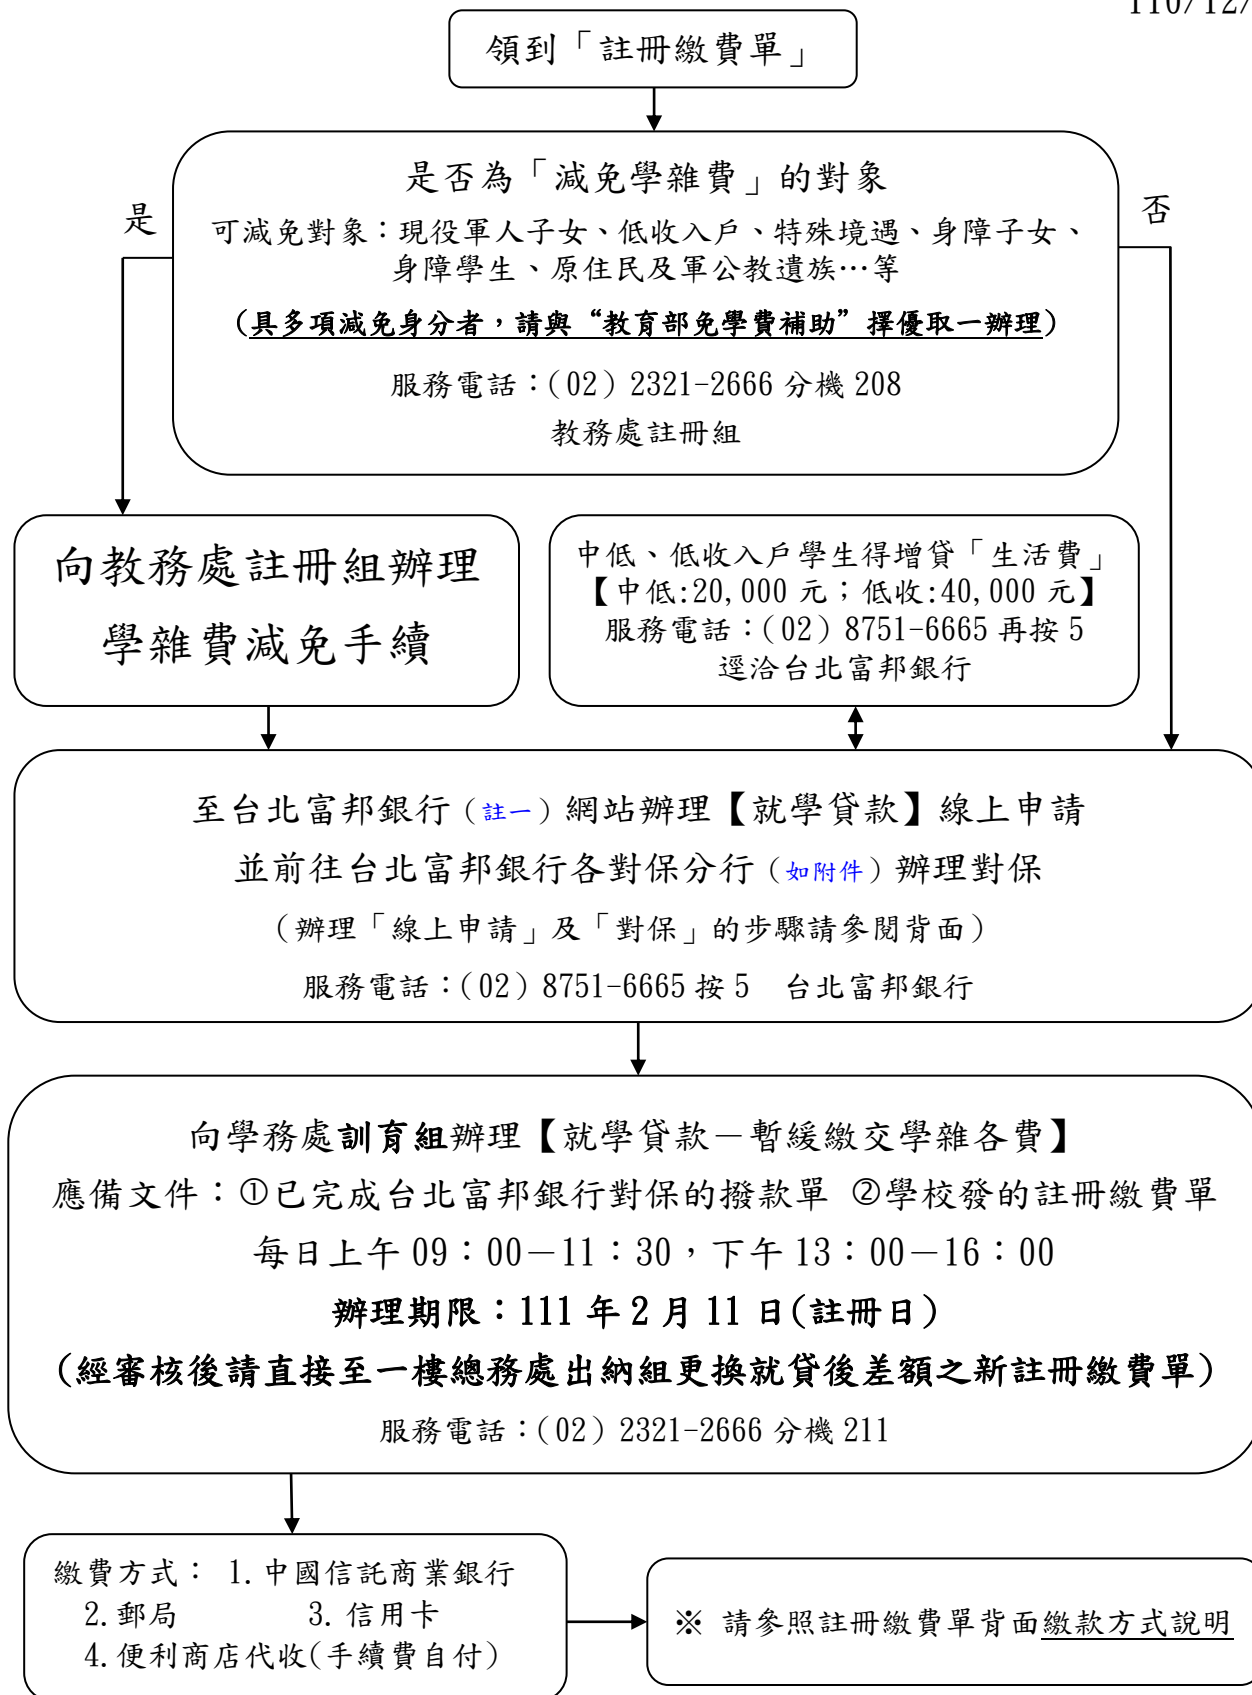 110/12/
領到「註冊繳費單」
是否為「減免學雜費」的對象
是
否
可減免對象：現役軍人子女、低收入戶、特殊境遇、身障子女、
身障學生、原住民及軍公教遺族…等
（具多項減免身分者，請與“教育部免學費補助”擇優取一辦理）
服務電話：（02）2321-2666 分機 208
教務處註冊組
向教務處註冊組辦理
學雜費減免手續
中低、低收入戶學生得增貸「生活費」
【中低:20,000 元；低收:40,000 元】
服務電話：（02）8751-6665 再按 5
逕洽台北富邦銀行
至台北富邦銀行（註一）網站辦理【就學貸款】線上申請
並前往台北富邦銀行各對保分行（如附件）辦理對保
（辦理「線上申請」及「對保」的步驟請參閱背面）
服務電話：（02）8751-6665 按 5 台北富邦銀行
向學務處訓育組辦理【就學貸款－暫緩繳交學雜各費】
應備文件：①已完成台北富邦銀行對保的撥款單 ②學校發的註冊繳費單
每日上午 09：00－11：30，下午 13：00－16：00
辦理期限：111 年 2 月 11 日(註冊日)
(經審核後請直接至一樓總務處出納組更換就貸後差額之新註冊繳費單)
服務電話：（02）2321-2666 分機 211
繳費方式： 1.中國信託商業銀行
2.郵局 3.信用卡
4.便利商店代收(手續費自付)
※ 請參照註冊繳費單背面繳款方式說明